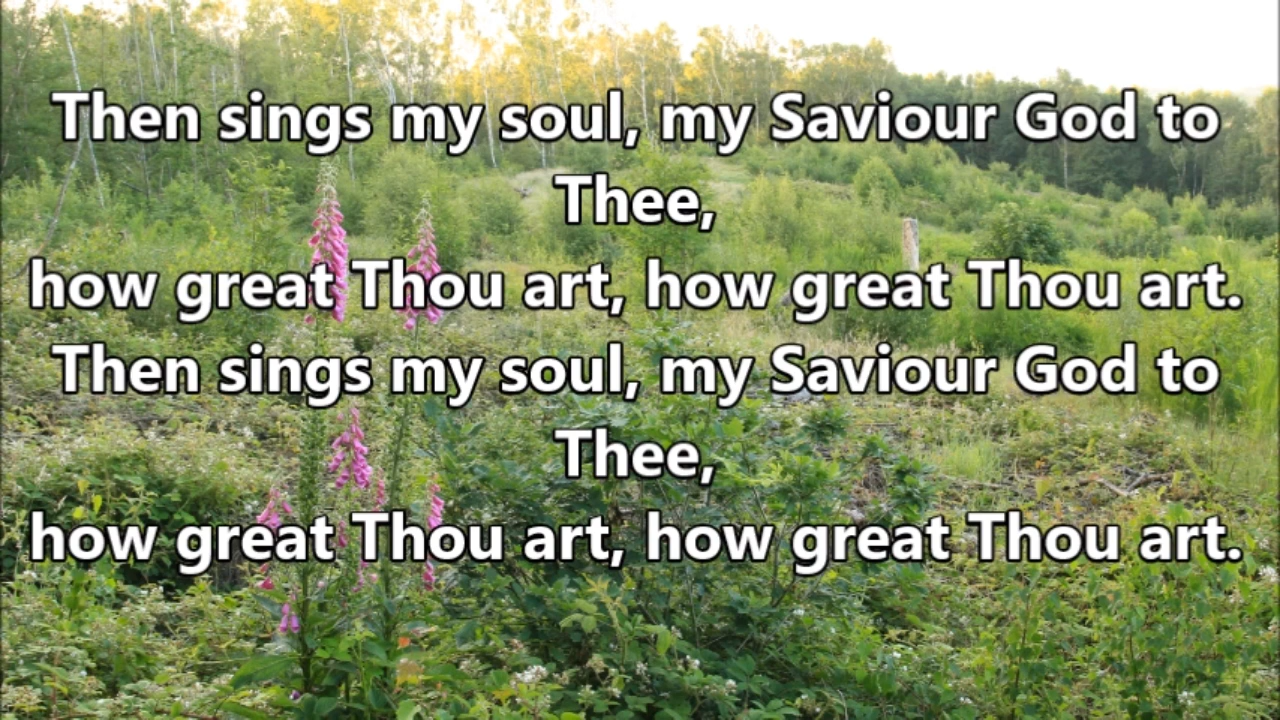 Then sings my soul, my Saviour God to
Thee,
how great Thou art, how great Thou art.
Then sings my soul, my Saviour God to
Thee,
how great Thou art, how great Thou art.